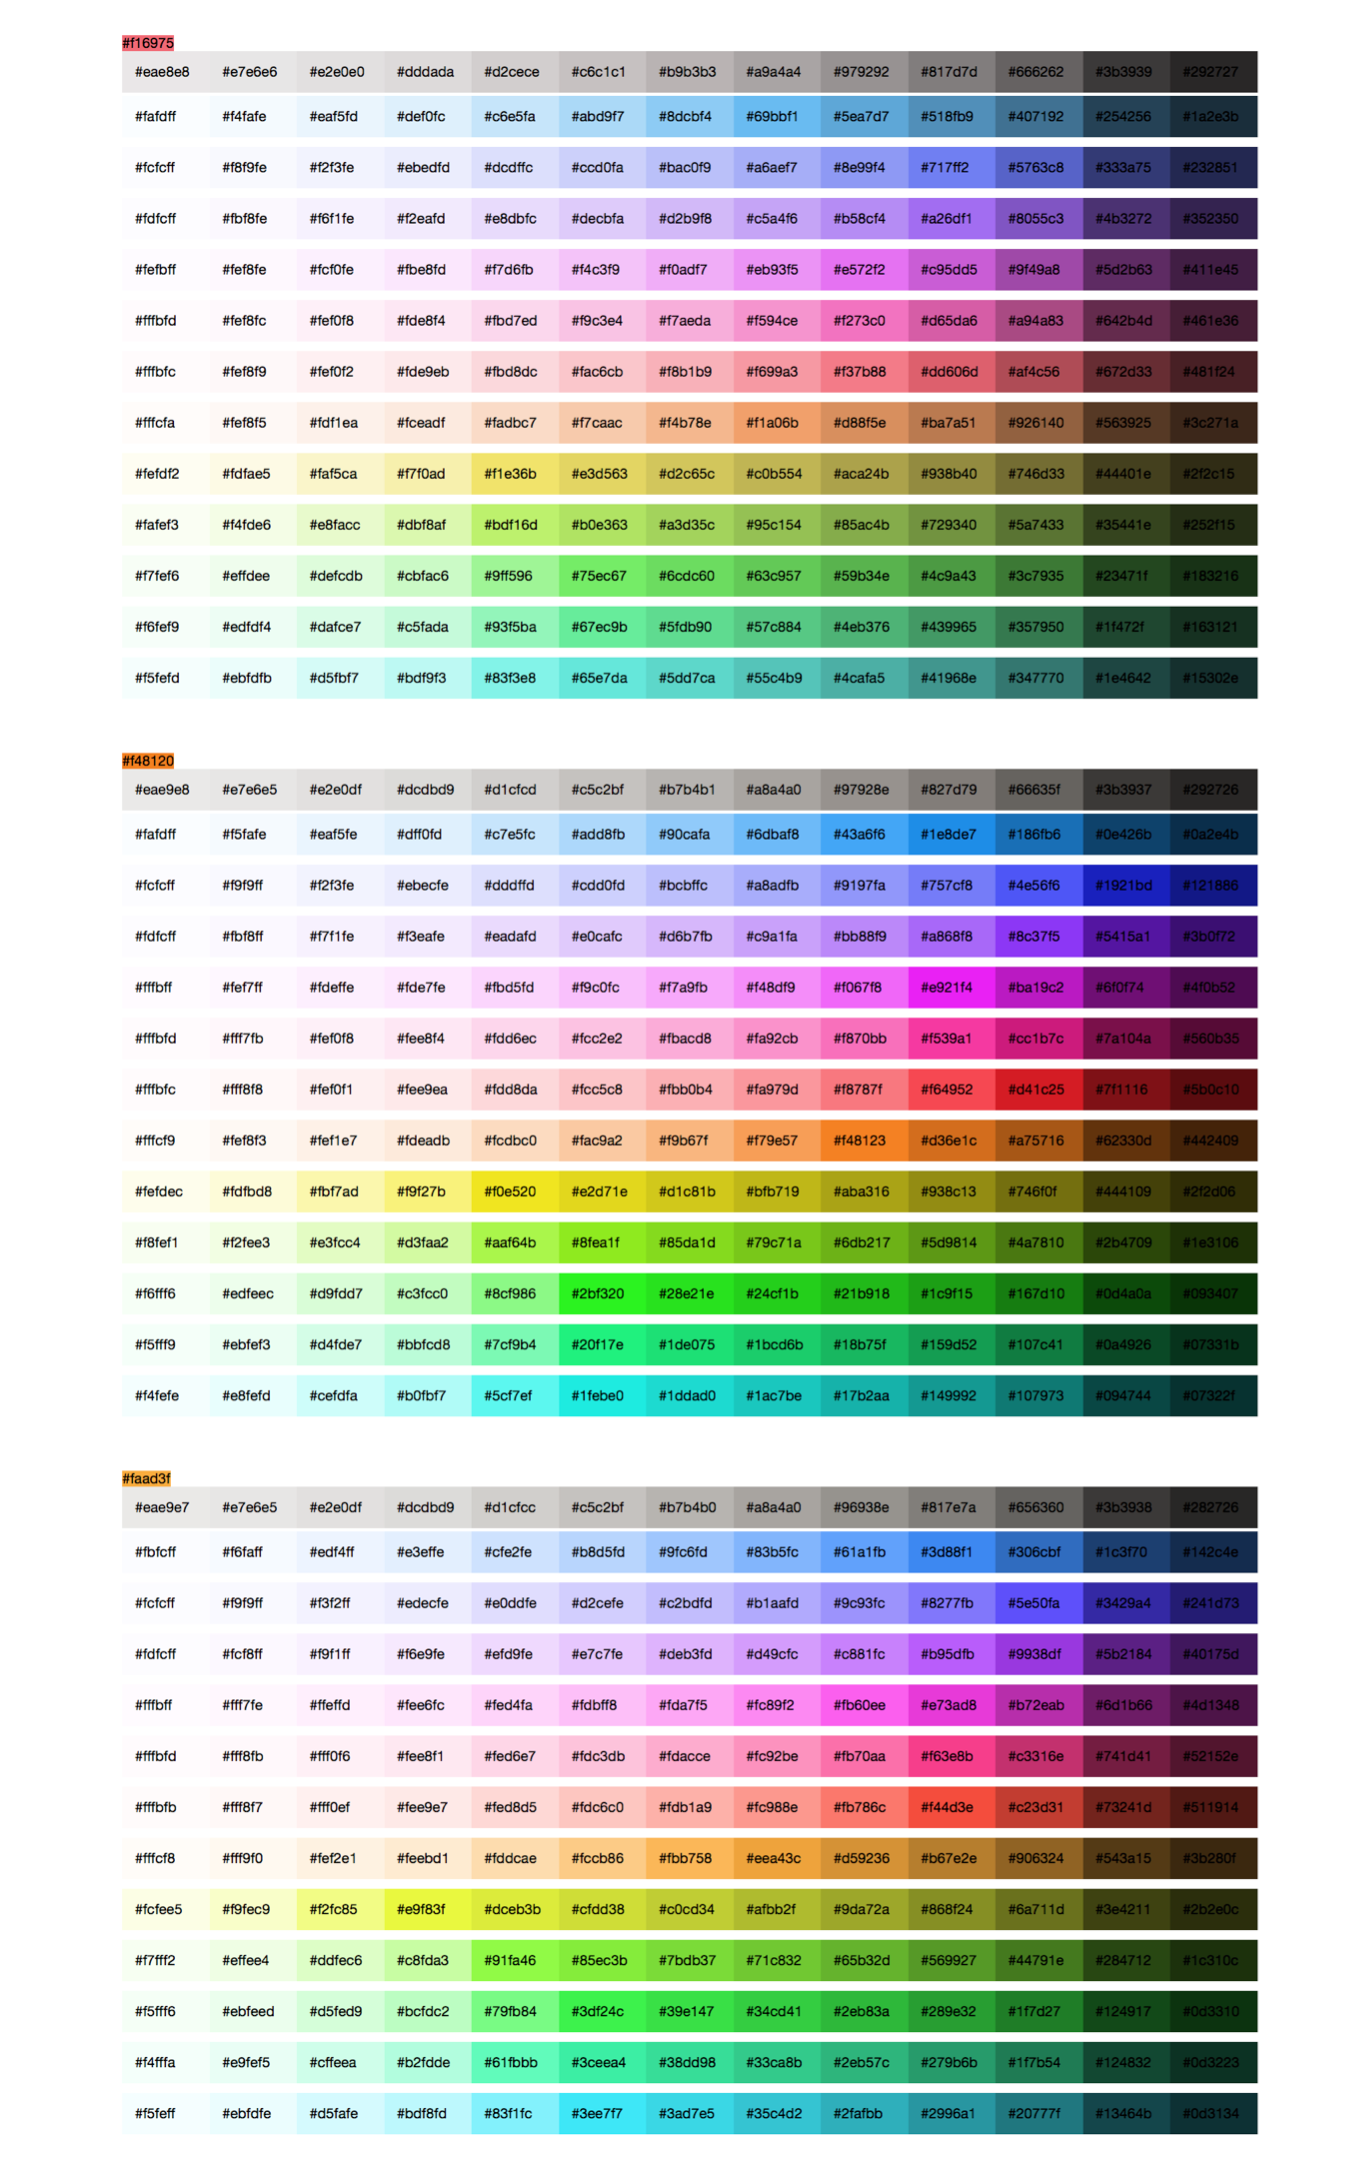 #f16975
#eae8e8 #e7e6e6 #e2e0e0 #dddada #d2cece #c6c1c1 #b9b3b3 #a9a4a4 #979292 #817d7d #666262 #3b3939 #292727
#fafdff #f4fafe #eaf5fd #def0fc #c6e5fa #abd9f7 #8dcbf4 #69bbf1 #5ea7d7 #518fb9 #407192 #254256 #1a2e3b
#fcfcff #f8f9fe #f2f3fe #ebedfd #dcdffc #ccd0fa #bac0f9 #a6aef7 #8e99f4 #717ff2 #5763c8 #333a75 #232851
#fdfcff #fbf8fe #f6f1fe #f2eafd #e8dbfc #decbfa #d2b9f8 #c5a4f6 #b58cf4 #a26df1 #8055c3 #4b3272 #352350
#fefbff #fef8fe #fcf0fe #fbe8fd #f7d6fb #f4c3f9 #f0adf7 #eb93f5 #e572f2 #c95dd5 #9f49a8 #5d2b63 #411e45
#fffbfd #fef8fc #fef0f8 #fde8f4 #fbd7ed #f9c3e4 #f7aeda #f594ce #f273c0 #d65da6 #a94a83 #642b4d #461e36
#fffbfc #fef8f9 #fef0f2 #fde9eb #fbd8dc #fac6cb #f8b1b9 #f699a3 #f37b88 #dd606d #af4c56 #672d33 #481f24
#fffcfa #fef8f5 #fdf1ea #fceadf #fadbc7 #f7caac #f4b78e #f1a06b #d88f5e #ba7a51 #926140 #563925 #3c271a
#fefdf2 #fdfae5 #faf5ca #f7f0ad #f1e36b #e3d563 #d2c65c #c0b554 #aca24b #938b40 #746d33 #44401e #2f2c15
#fafef3 #f4fde6 #e8facc #dbf8af #bdf16d #b0e363 #a3d35c #95c154 #85ac4b #729340 #5a7433 #35441e #252f15
#f7fef6 #effdee #defcdb #cbfac6 #9ff596 #75ec67 #6cdc60 #63c957 #59b34e #4c9a43 #3c7935 #23471f #183216
#f6fef9 #edfdf4 #dafce7 #c5fada #93f5ba #67ec9b #5fdb90 #57c884 #4eb376 #439965 #357950 #1f472f #163121
#f5fefd #ebfdfb #d5fbf7 #bdf9f3 #83f3e8 #65e7da #5dd7ca #55c4b9 #4cafa5 #41968e #347770 #1e4642 #15302e
#f48120
#eae9e8 #e7e6e5 #e2e0df #dcdbd9 #d1cfcd #c5c2bf #b7b4b1 #a8a4a0 #97928e #827d79 #66635f #3b3937 #292726
#fafdff #f5fafe #eaf5fe #dff0fd #c7e5fc #add8fb #90cafa #6dbaf8 #43a6f6 #1e8de7 #186fb6 #0e426b #0a2e4b
#fcfcff #f9f9ff #f2f3fe #ebecfe #dddffd #cdd0fd #bcbffc #a8adfb #9197fa #757cf8 #4e56f6 #1921bd #121886
#fdfcff #fbf8ff #f7f1fe #f3eafe #eadafd #e0cafc #d6b7fb #c9a1fa #bb88f9 #a868f8 #8c37f5 #5415a1 #3b0f72
#fffbff #fef7ff #fdeffe #fde7fe #fbd5fd #f9c0fc #f7a9fb #f48df9 #f067f8 #e921f4 #ba19c2 #6f0f74 #4f0b52
#fffbfd #fff7fb #fef0f8 #fee8f4 #fdd6ec #fcc2e2 #fbacd8 #fa92cb #f870bb #f539a1 #cc1b7c #7a104a #560b35
#fffbfc #fff8f8 #fef0f1 #fee9ea #fdd8da #fcc5c8 #fbb0b4 #fa979d #f8787f #f64952 #d41c25 #7f1116 #5b0c10
#fffcf9 #fef8f3 #fef1e7 #fdeadb #fcdbc0 #fac9a2 #f9b67f #f79e57 #f48123 #d36e1c #a75716 #62330d #442409
#fefdec #fdfbd8 #fbf7ad #f9f27b #f0e520 #e2d71e #d1c81b #bfb719 #aba316 #938c13 #746f0f #444109 #2f2d06
#f8fef1 #f2fee3 #e3fcc4 #d3faa2 #aaf64b #8fea1f #85da1d #79c71a #6db217 #5d9814 #4a7810 #2b4709 #1e3106
#f6fff6 #edfeec #d9fdd7 #c3fcc0 #8cf986 #2bf320 #28e21e #24cf1b #21b918 #1c9f15 #167d10 #0d4a0a #093407
#f5fff9 #ebfef3 #d4fde7 #bbfcd8 #7cf9b4 #20f17e #1de075 #1bcd6b #18b75f #159d52 #107c41 #0a4926 #07331b
#f4fefe #e8fefd #cefdfa #b0fbf7 #5cf7ef #1febe0 #1ddad0 #1ac7be #17b2aa #149992 #107973 #094744 #07322f
#faad3f
#eae9e7 #e7e6e5 #e2e0df #dcdbd9 #d1cfcc #c5c2bf #b7b4b0 #a8a4a0 #96938e #817e7a #656360 #3b3938 #282726
#fbfcff #f6faff #edf4ff #e3effe #cfe2fe #b8d5fd #9fc6fd #83b5fc #61a1fb #3d88f1 #306cbf #1c3f70 #142c4e
#fcfcff #f9f9ff #f3f2ff #edecfe #e0ddfe #d2cefe #c2bdfd #b1aafd #9c93fc #8277fb #5e50fa #3429a4 #241d73
#fdfcff #fcf8ff #f9f1ff #f6e9fe #efd9fe #e7c7fe #deb3fd #d49cfc #c881fc #b95dfb #9938df #5b2184 #40175d
#fffbff #fff7fe #ffeffd #fee6fc #fed4fa #fdbff8 #fda7f5 #fc89f2 #fb60ee #e73ad8 #b72eab #6d1b66 #4d1348
#fffbfd #fff8fb #fff0f6 #fee8f1 #fed6e7 #fdc3db #fdacce #fc92be #fb70aa #f63e8b #c3316e #741d41 #52152e
#fffbfb #fff8f7 #fff0ef #fee9e7 #fed8d5 #fdc6c0 #fdb1a9 #fc988e #fb786c #f44d3e #c23d31 #73241d #511914
#fffcf8 #fff9f0 #fef2e1 #feebd1 #fddcae #fccb86 #fbb758 #eea43c #d59236 #b67e2e #906324 #543a15 #3b280f
#fcfee5 #f9fec9 #f2fc85 #e9f83f #dceb3b #cfdd38 #c0cd34 #afbb2f #9da72a #868f24 #6a711d #3e4211 #2b2e0c
#f7fff2 #effee4 #ddfec6 #c8fda3 #91fa46 #85ec3b #7bdb37 #71c832 #65b32d #569927 #44791e #284712 #1c310c
#f5fff6 #ebfeed #d5fed9 #bcfdc2 #79fb84 #3df24c #39e147 #34cd41 #2eb83a #289e32 #1f7d27 #124917 #0d3310
#f4fffa #e9fef5 #cffeea #b2fdde #61fbbb #3ceea4 #38dd98 #33ca8b #2eb57c #279b6b #1f7b54 #124832 #0d3223
#f5feff #ebfdfe #d5fafe #bdf8fd #83f1fc #3ee7f7 #3ad7e5 #35c4d2 #2fafbb #2996a1 #20777f #13464b #0d3134